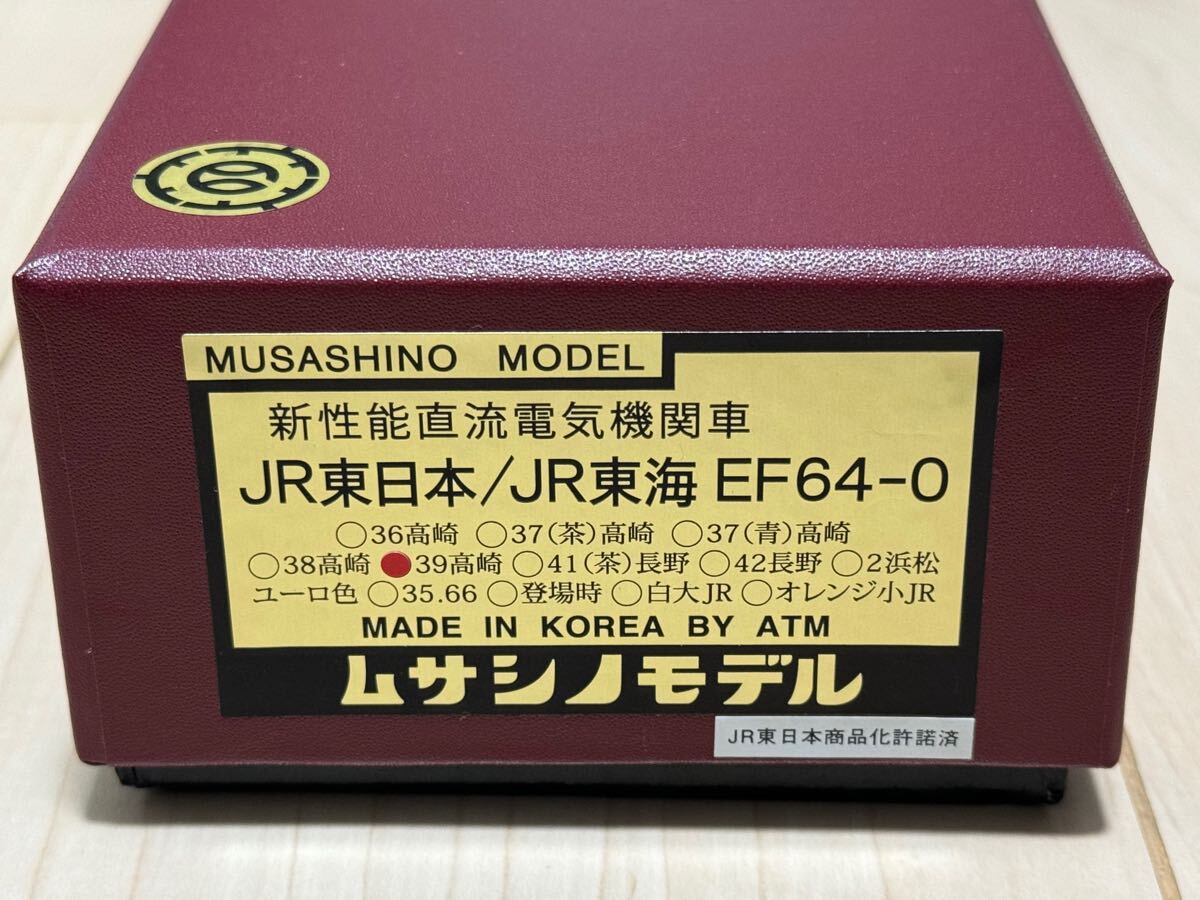 MUSASHINO MODEL
新性能直流電気機関車
JR東日本/JR東海 EF64-0
○36高崎 ○37(茶)高崎 ○37(青)高崎
○38高崎 ●39高崎 ○41(茶)長野 ○42長野 ○2浜松
ユーロ色 ○35.66 ○登場時 ○白大JR ○オレンジ小JR
MADE IN KOREA BY ATM
ムサシノモデル
JR東日本商品化許諾済